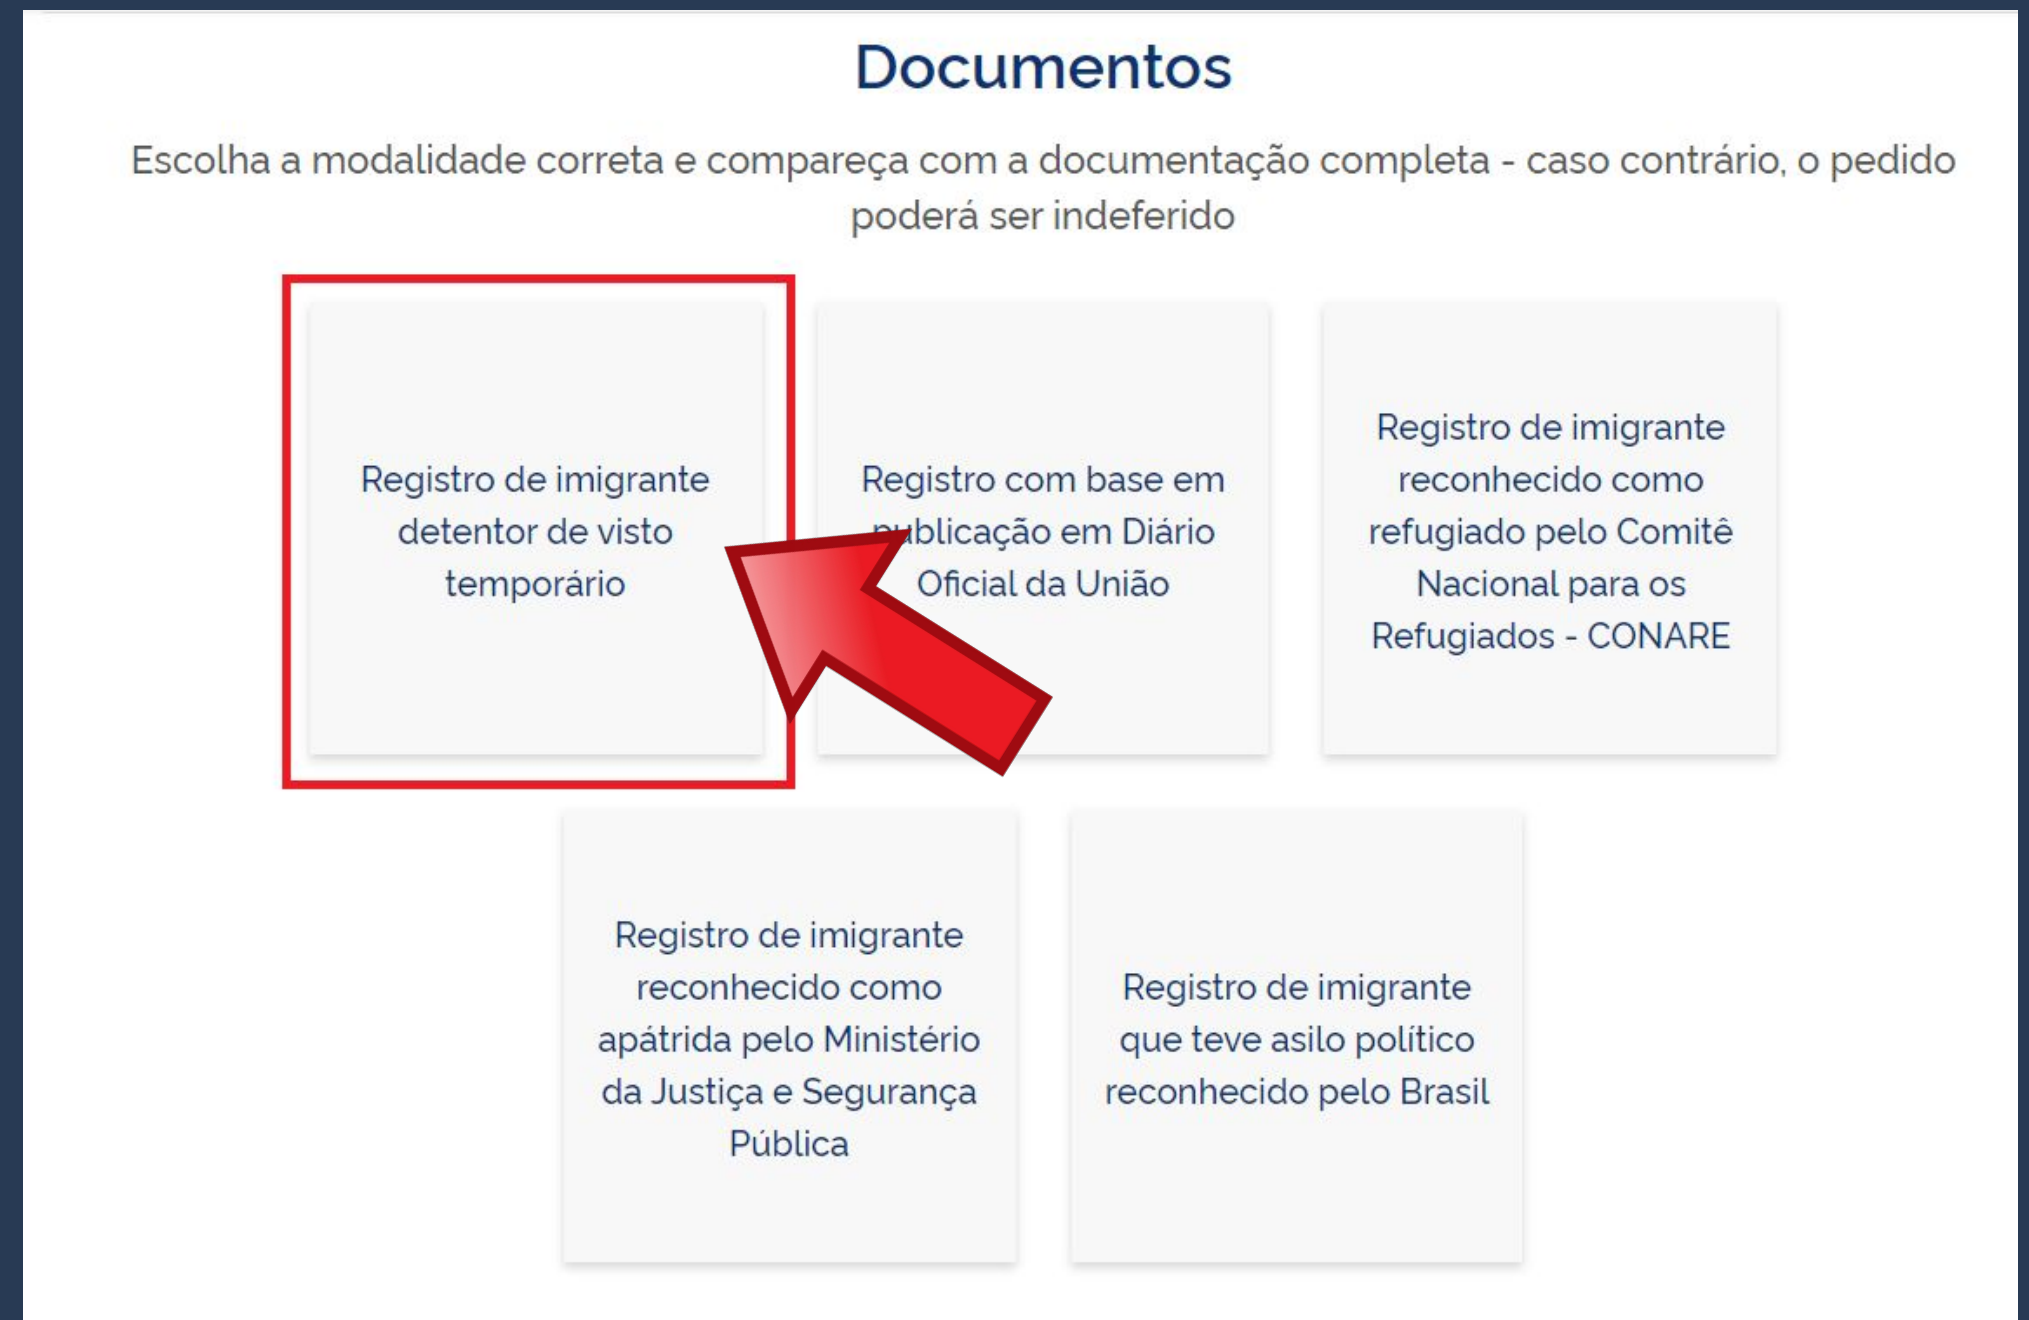 Documentos
Escolha a modalidade correta e compareça com a documentação completa - caso contrário, o pedido
poderá ser indeferido
Registro de imigrante
detentor de visto
temporário
Registro com base em
publicação em Diário
Oficial da União
Registro de imigrante
reconhecido como
refugiado pelo Comitê
Nacional para os
Refugiados - CONARE
Registro de imigrante
reconhecido como
apátrida pelo Ministério
da Justiça e Segurança
Pública
Registro de imigrante
que teve asilo político
reconhecido pelo Brasil